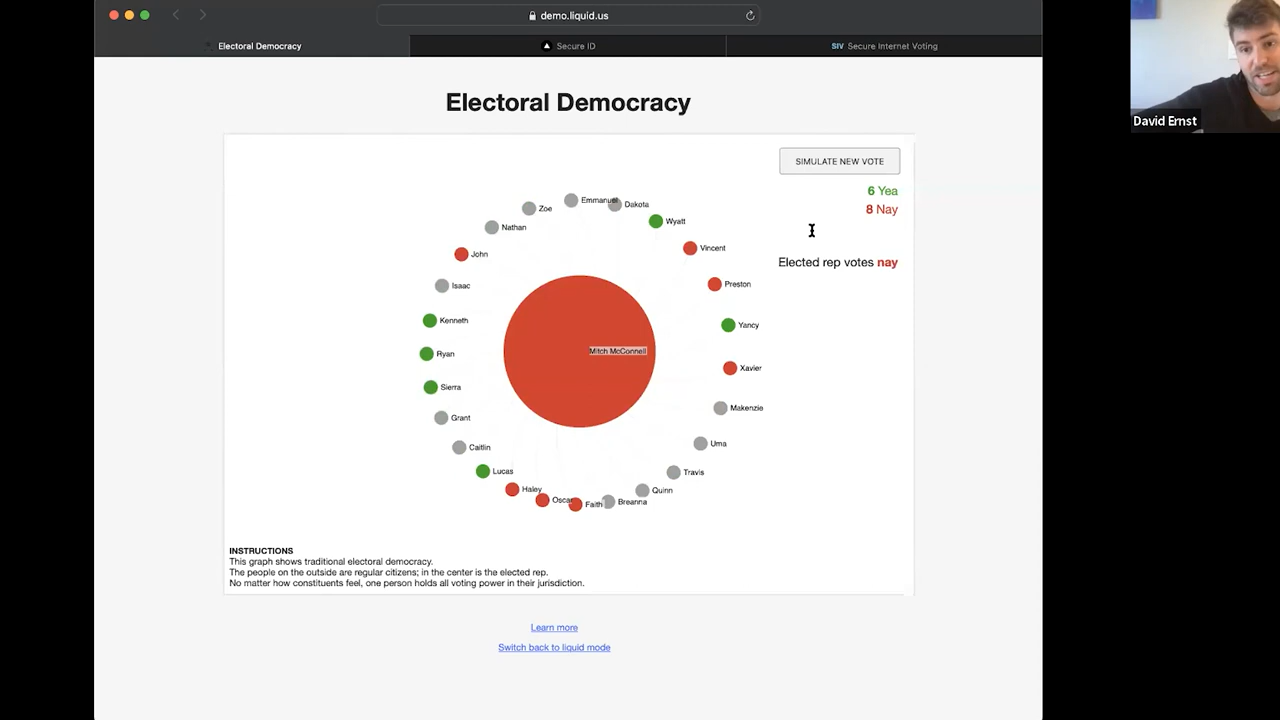 demo.liquid.us
Electoral Democracy
Secure ID
SIV Secure Internet Voting
David Ernst
Electoral Democracy
SIMULATE NEW VOTE
6 Yea
8 Nay
Elected rep votes nay
Emmanuel
Dakota
Zoe
Wyatt
Nathan
Vincent
John
Preston
Isaac
Kenneth
Yancy
Mitch McConnell
Ryan
Xavier
Sierra
Makenzie
Grant
Uma
Caitlin
Lucas
Travis
Haley
Quinn
Oscar
Faith
Breanna
INSTRUCTIONS
This graph shows traditional electoral democracy.
The people on the outside are regular citizens; in the center is the elected rep.
No matter how constituents feel, one person holds all voting power in their jurisdiction.
Learn more
Switch back to liquid mode